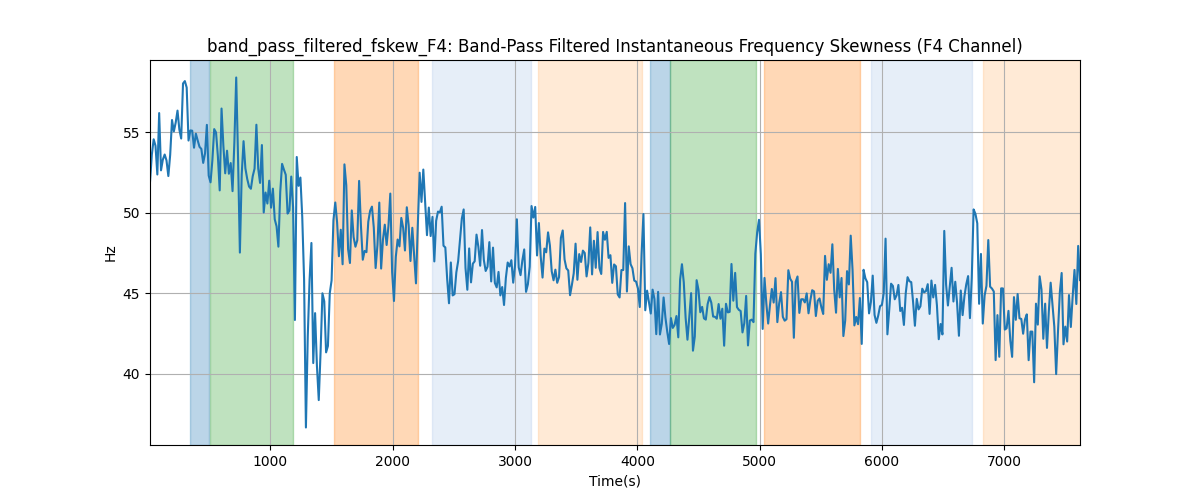 band_pass_filtered_fskew_F4: Band-Pass Filtered Instantaneous Frequency Skewness (F4 Channel)
55
50
45
40
Hz
1000 2000 3000 4000 5000 6000 7000
Time(s)